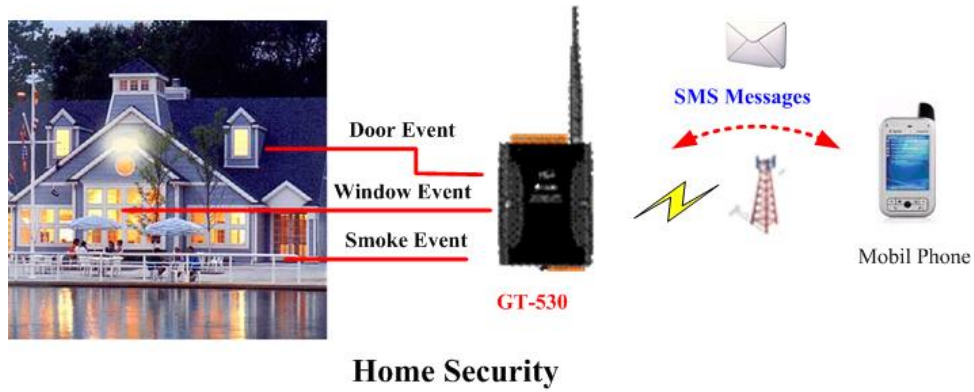 SMS Messages
Door Event
Window Event
Smoke Event
Mobil Phone
GT-530
Home Security